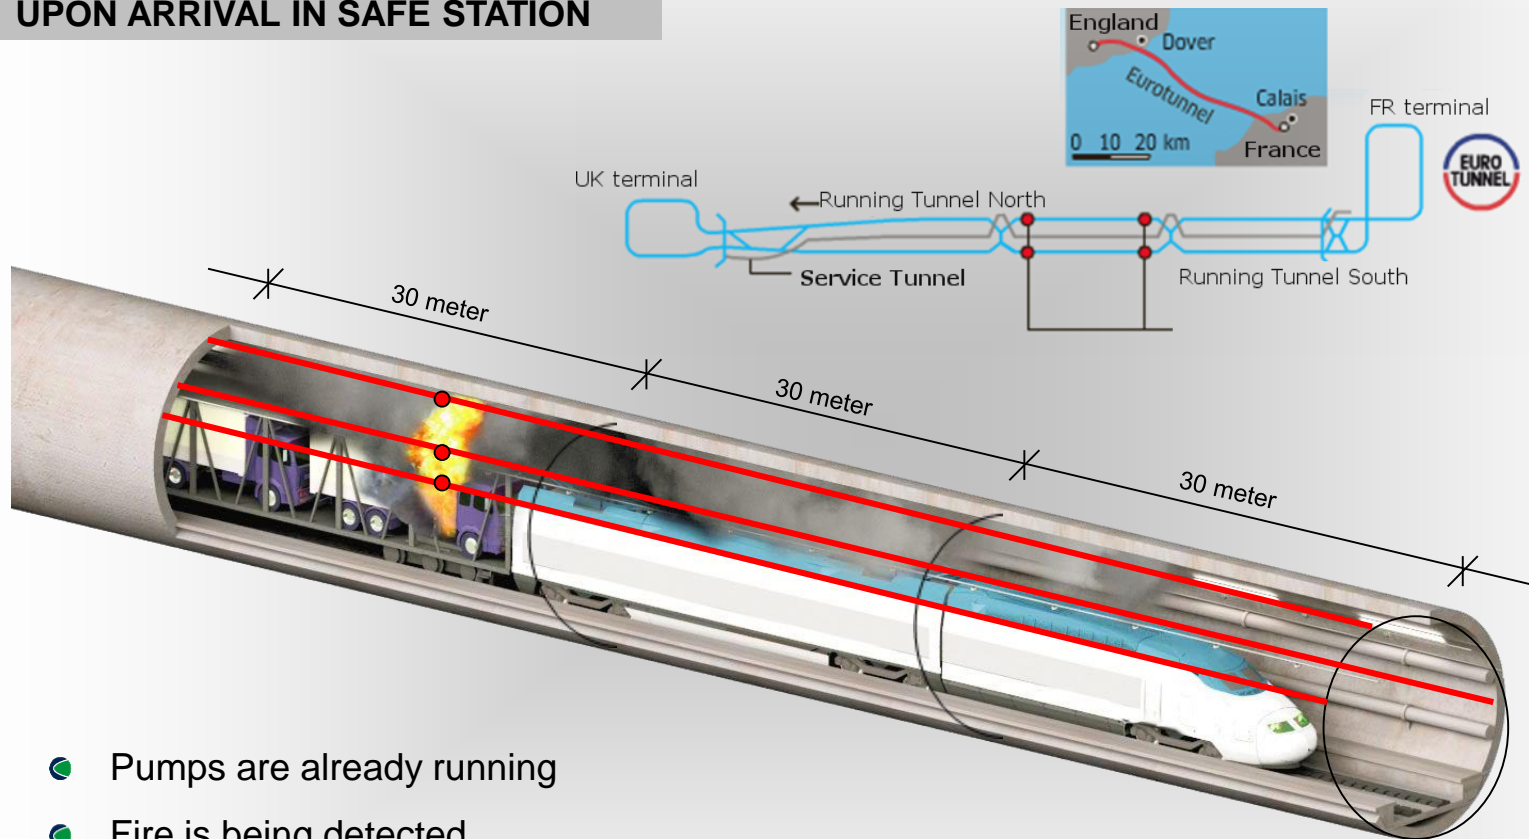 UPON ARRIVAL IN SAFE STATION
England
Dover
Eurotunnel
Calais
0 10 20 km
France
FR terminal
EURO
TUNNEL
UK terminal
Running Tunnel North
Service Tunnel
Running Tunnel South
30 meter
30 meter
30 meter
Pumps are already running
Fire is being detected